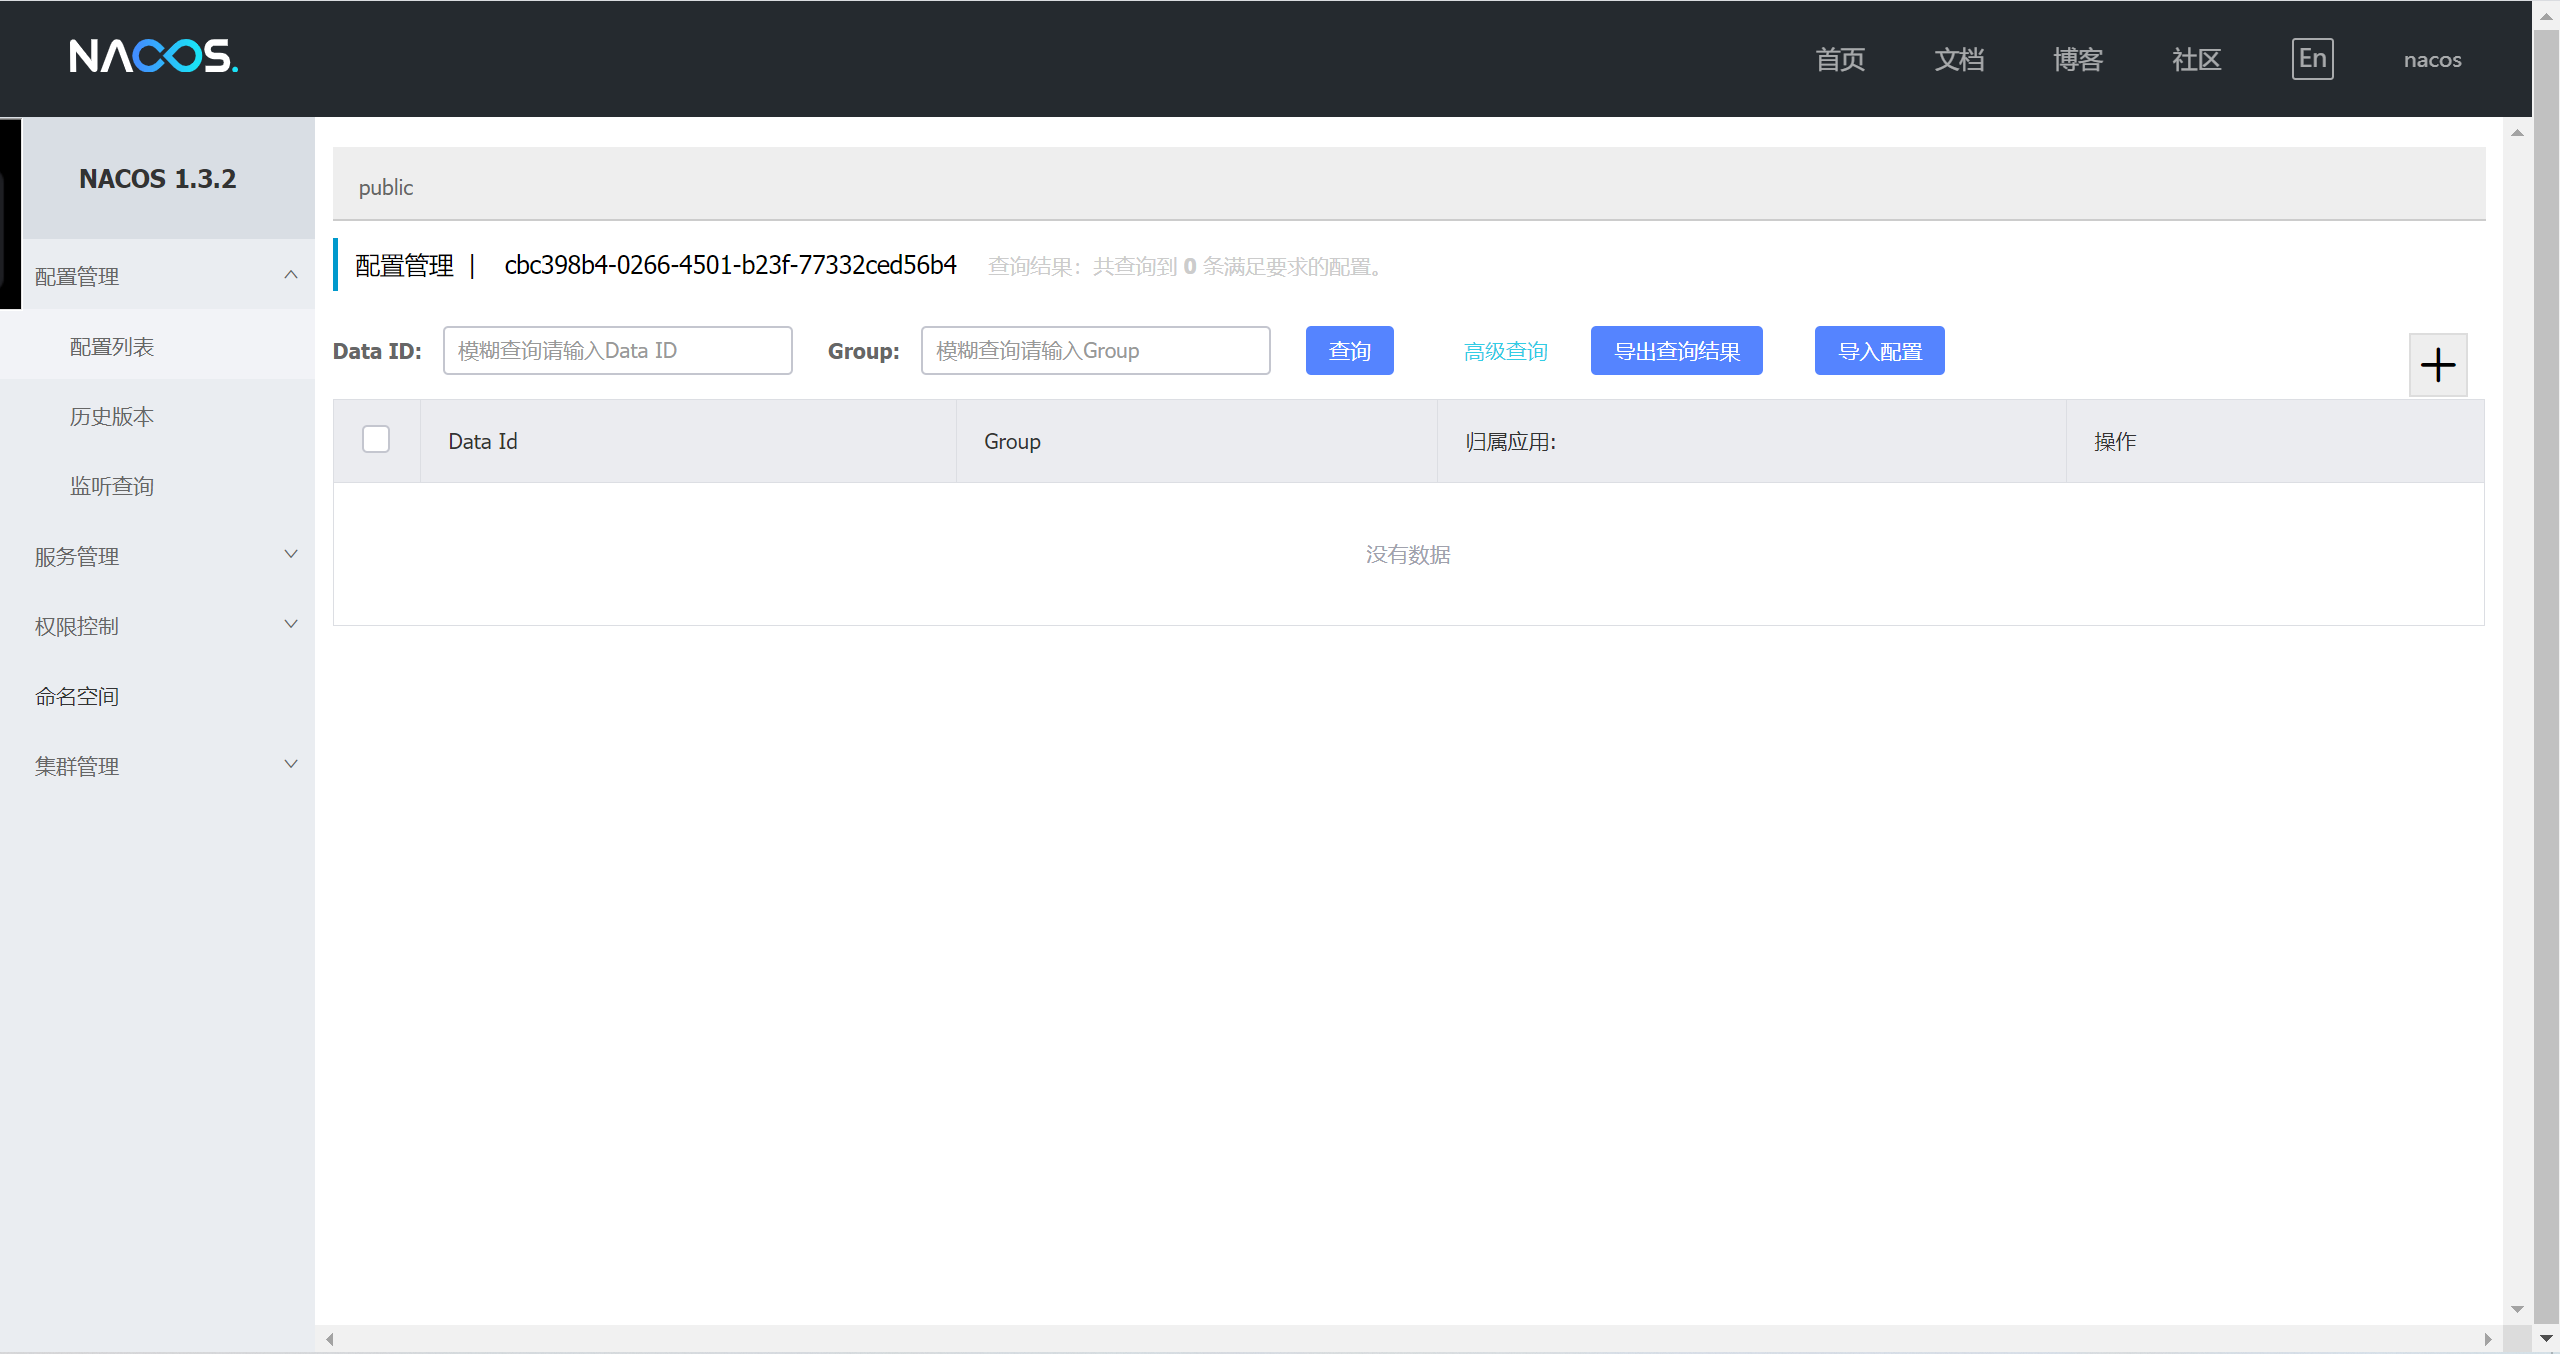 NACOS.
首页 文档 博客 社区 En nacos
NACOS 1.3.2
配置管理
配置列表
历史版本
监听查询
服务管理
权限控制
命名空间
集群管理
public
配置管理 | cbc398b4-0266-4501-b23f-77332ced56b4 查询结果：共查询到 0 条满足要求的配置。
Data ID: 模糊查询请输入Data ID Group: 模糊查询请输入Group 查询 高级查询 导出查询结果 导入配置
Data Id Group 归属应用: 操作
没有数据